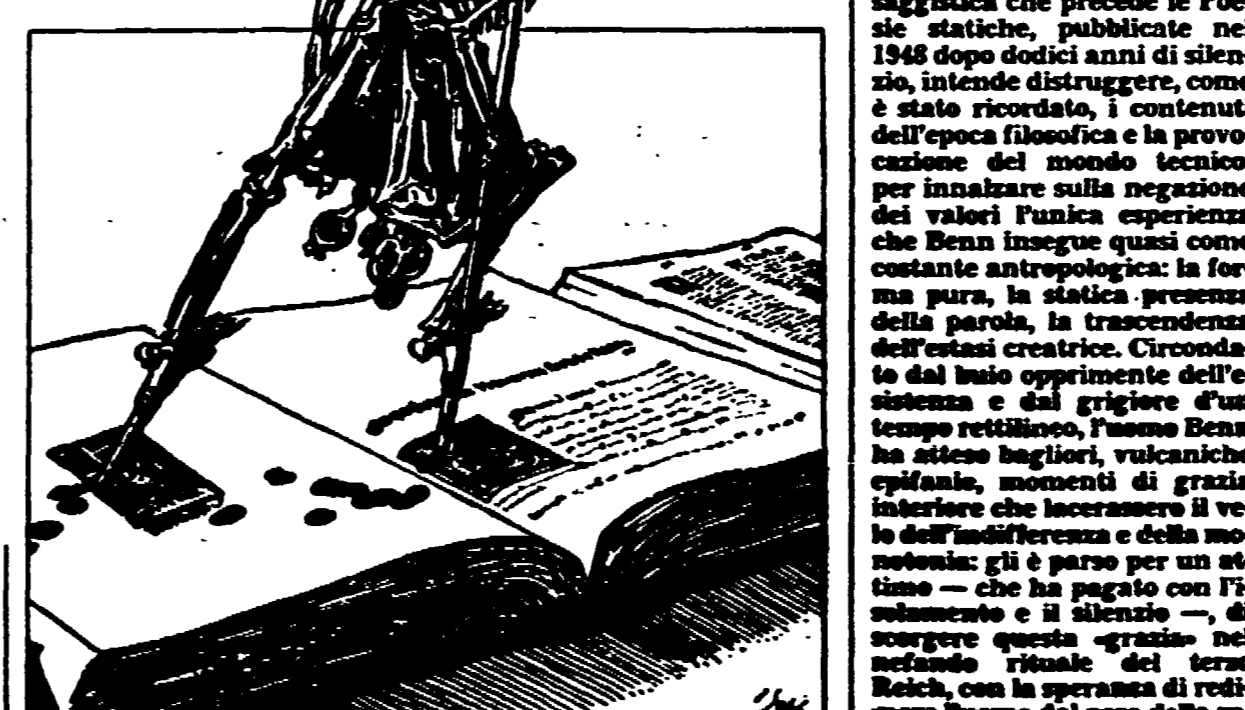 saggistica che precede le Poe-
sie statiche, pubblicate nel
1948 dopo dodici anni di silen-
zio, intende distruggere, come
è stato ricordato, i contenuti
dell'epoca filosofica e la provo-
cazione del mondo tecnico
per innalzare sulla negazione
dei valori l'unica esperienza
che Benn insegue quasi come
costante antropologica: la for-
ma pura, la statica presenza
della parola, la trascendenza
dell'estasi creatrice. Circonda-
to dal buio opprimente dell'e-
sistenza e dal grigiore d'un
tempo rettilineo, l'uomo Benn
ha atteso bagliori, vulcaniche
epifanie, momenti di grazia
interiore che lacerassero il ve-
lo dell'indifferenza e della mo-
notonia: gli è parso per un at-
timo — che ha pagato con l'i-
solamento e il silenzio —, di
scorgere questa «grazia» nel
nefando rituale del terzo
Reich, con la speranza di redi-